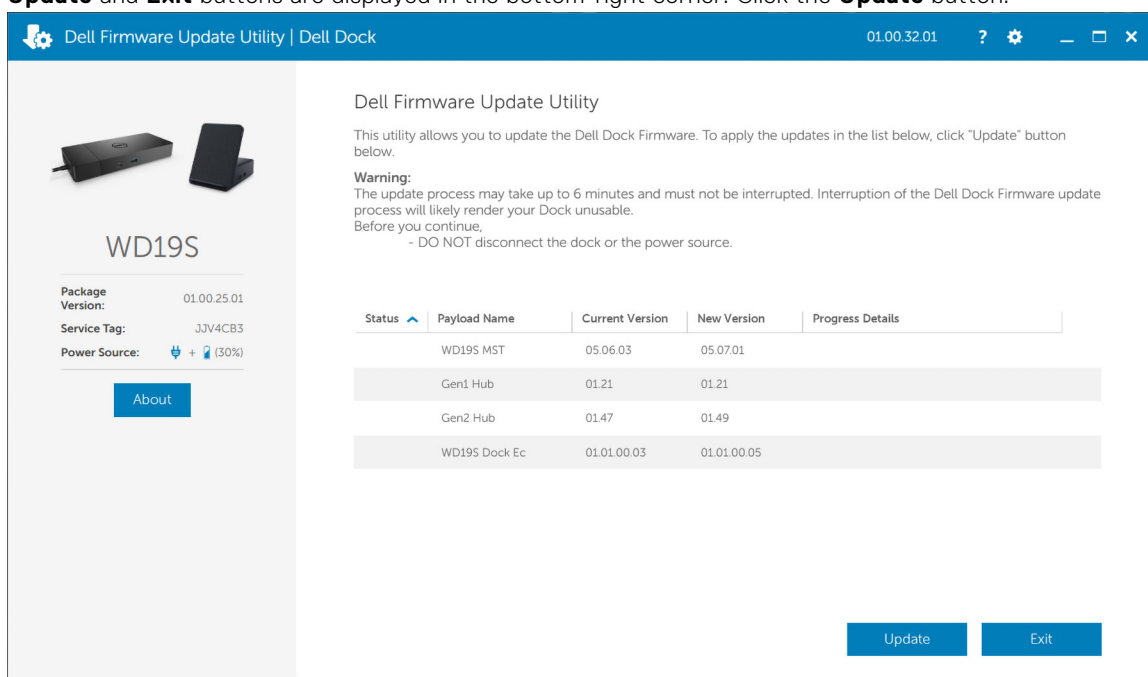 Update and Exit buttons are displayed in the bottom right corner. Click the Update button.
Dell Firmware Update Utility | Dell Dock
01.00.32.01
?
WD19S
Package Version:
01.00.25.01
Service Tag:
JJV4CB3
Power Source:
+ (30%)
About
Dell Firmware Update Utility
This utility allows you to update the Dell Dock Firmware. To apply the updates in the list below, click "Update" button
below.
Warning:
The update process may take up to 6 minutes and must not be interrupted. Interruption of the Dell Dock Firmware update
process will likely render your Dock unusable.
Before you continue,
- DO NOT disconnect the dock or the power source.
Status Payload Name Current Version New Version Progress Details
WD19S MST 05.06.03 05.07.01
Gen1 Hub 01.21 01.21
Gen2 Hub 01.47 01.49
WD19S Dock Ec 01.01.00.03 01.01.00.05
Update Exit